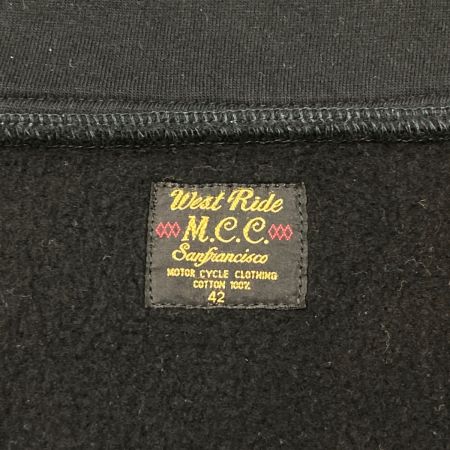 West Ride
M.C.C.
Sanfrancisco
MOTOR CYCLE CLOTHING
COTTON 100%
42